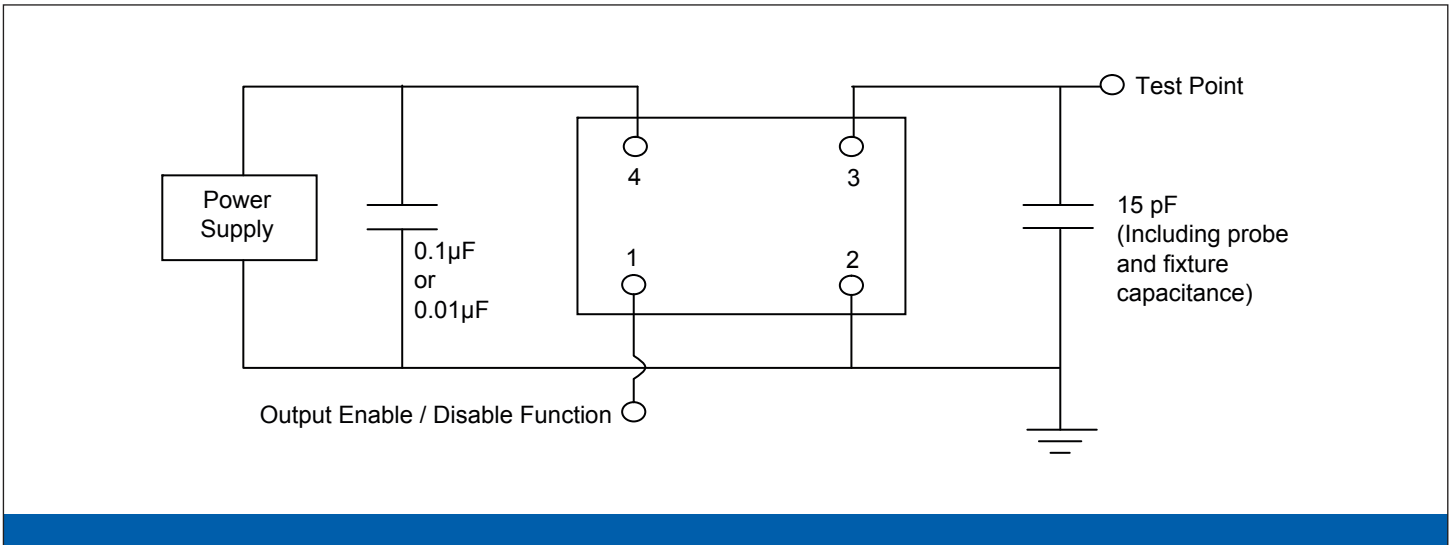 Test Point
4
3
Power
Supply
15 pF
(Including probe
and fixture
capacitance)
0.1µF
or
0.01µF
1
2
Output Enable / Disable Function